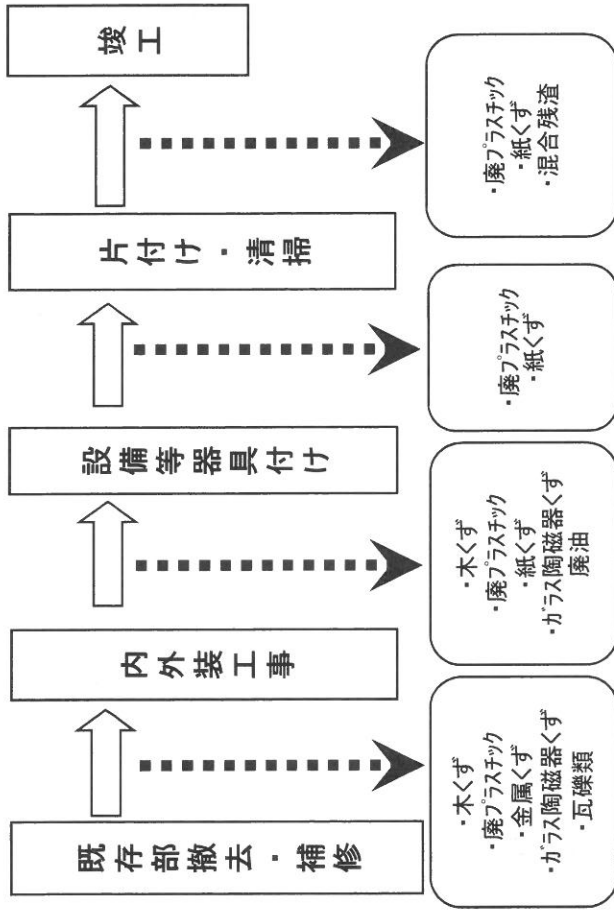 既存部撤去・補修
内外装工事
設備等器具付け
片付け・清掃
竣工
・木くず
・廃プラスチック
・金属くず
・ガラス陶磁器くず
・瓦礫類
・木くず
・廃プラスチック
・紙くず
・ガラス陶磁器くず
廃油
・廃プラスチック
・紙くず
・廃プラスチック
・紙くず
・混合残渣